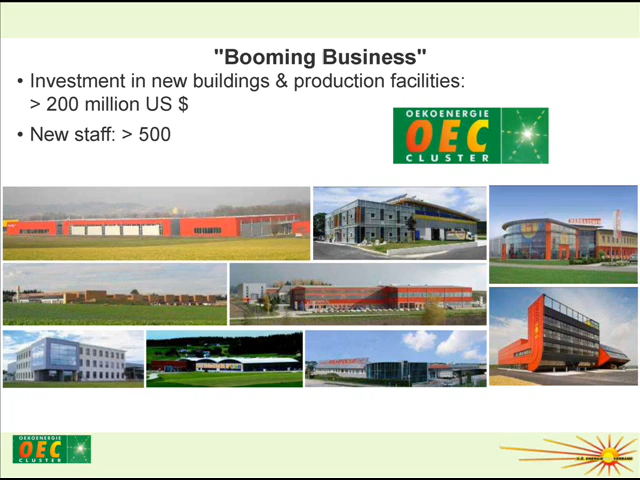 "Booming Business"
• Investment in new buildings & production facilities:
> 200 million US $
• New staff: > 500
OEKOENERGIE
OEC
CLUSTER
OEKOENERGIE
OEC
CLUSTER